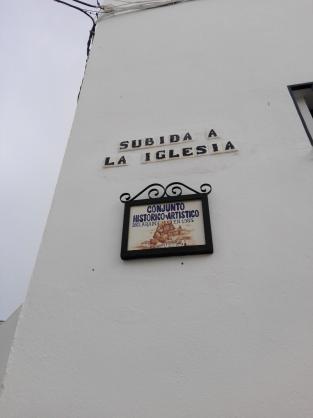 SUBIDA A
LA IGLESIA
CONJUNTO
HISTORICO-ARTISTICO